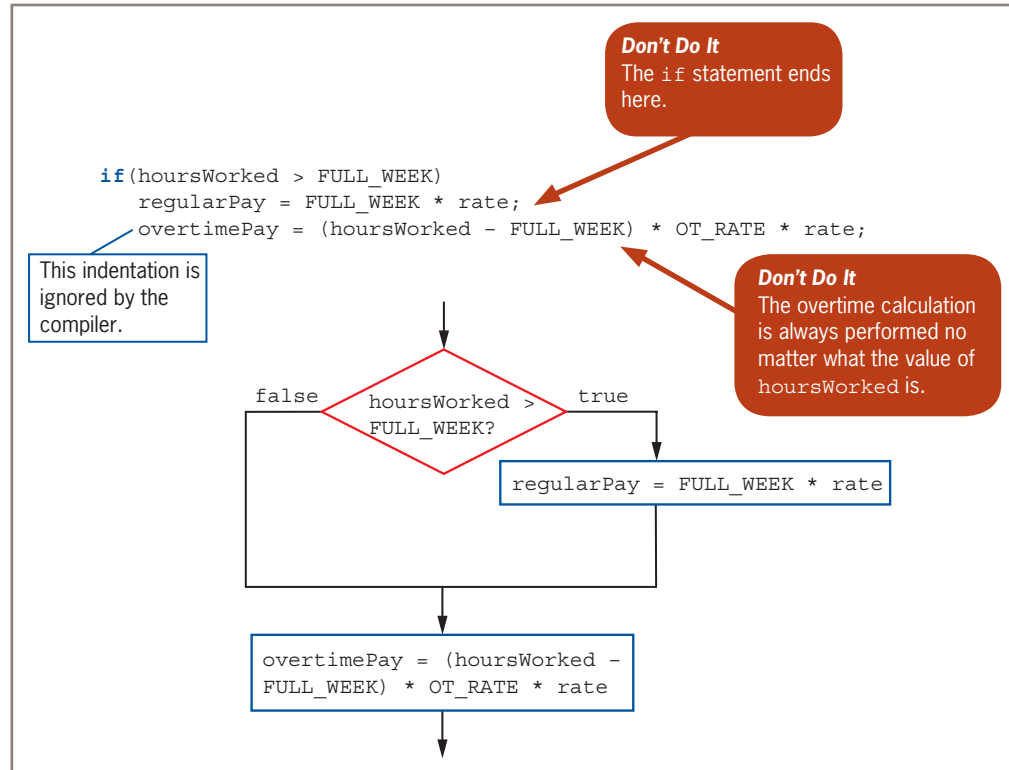 Don't Do It
The if statement ends
here.
if(hoursWorked > FULL_WEEK)
regularPay = FULL_WEEK * rate;
overtimePay = (hoursWorked – FULL_WEEK) * OT_RATE * rate;
This indentation is
ignored by the
compiler.
Don't Do It
The overtime calculation
is always performed no
matter what the value of
hoursWorked is.
false
hoursWorked >
FULL_WEEK?
true
regularPay = FULL_WEEK * rate
overtimePay = (hoursWorked –
FULL_WEEK) * OT_RATE * rate